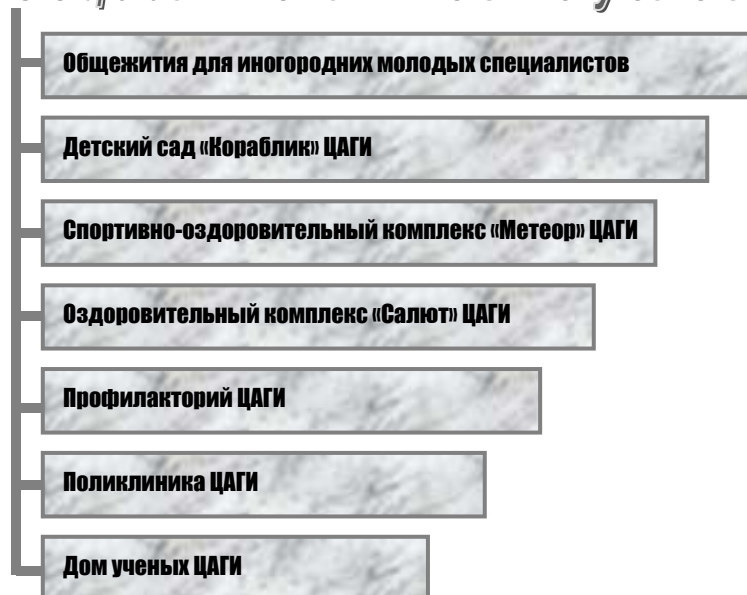 Общежития для иногородних молодых специалистов
Детский сад «Кораблик» ЦАГИ
Спортивно-оздоровительный комплекс «Метеор» ЦАГИ
Оздоровительный комплекс «Салют» ЦАГИ
Профилакторий ЦАГИ
Поликлиника ЦАГИ
Дом ученых ЦАГИ